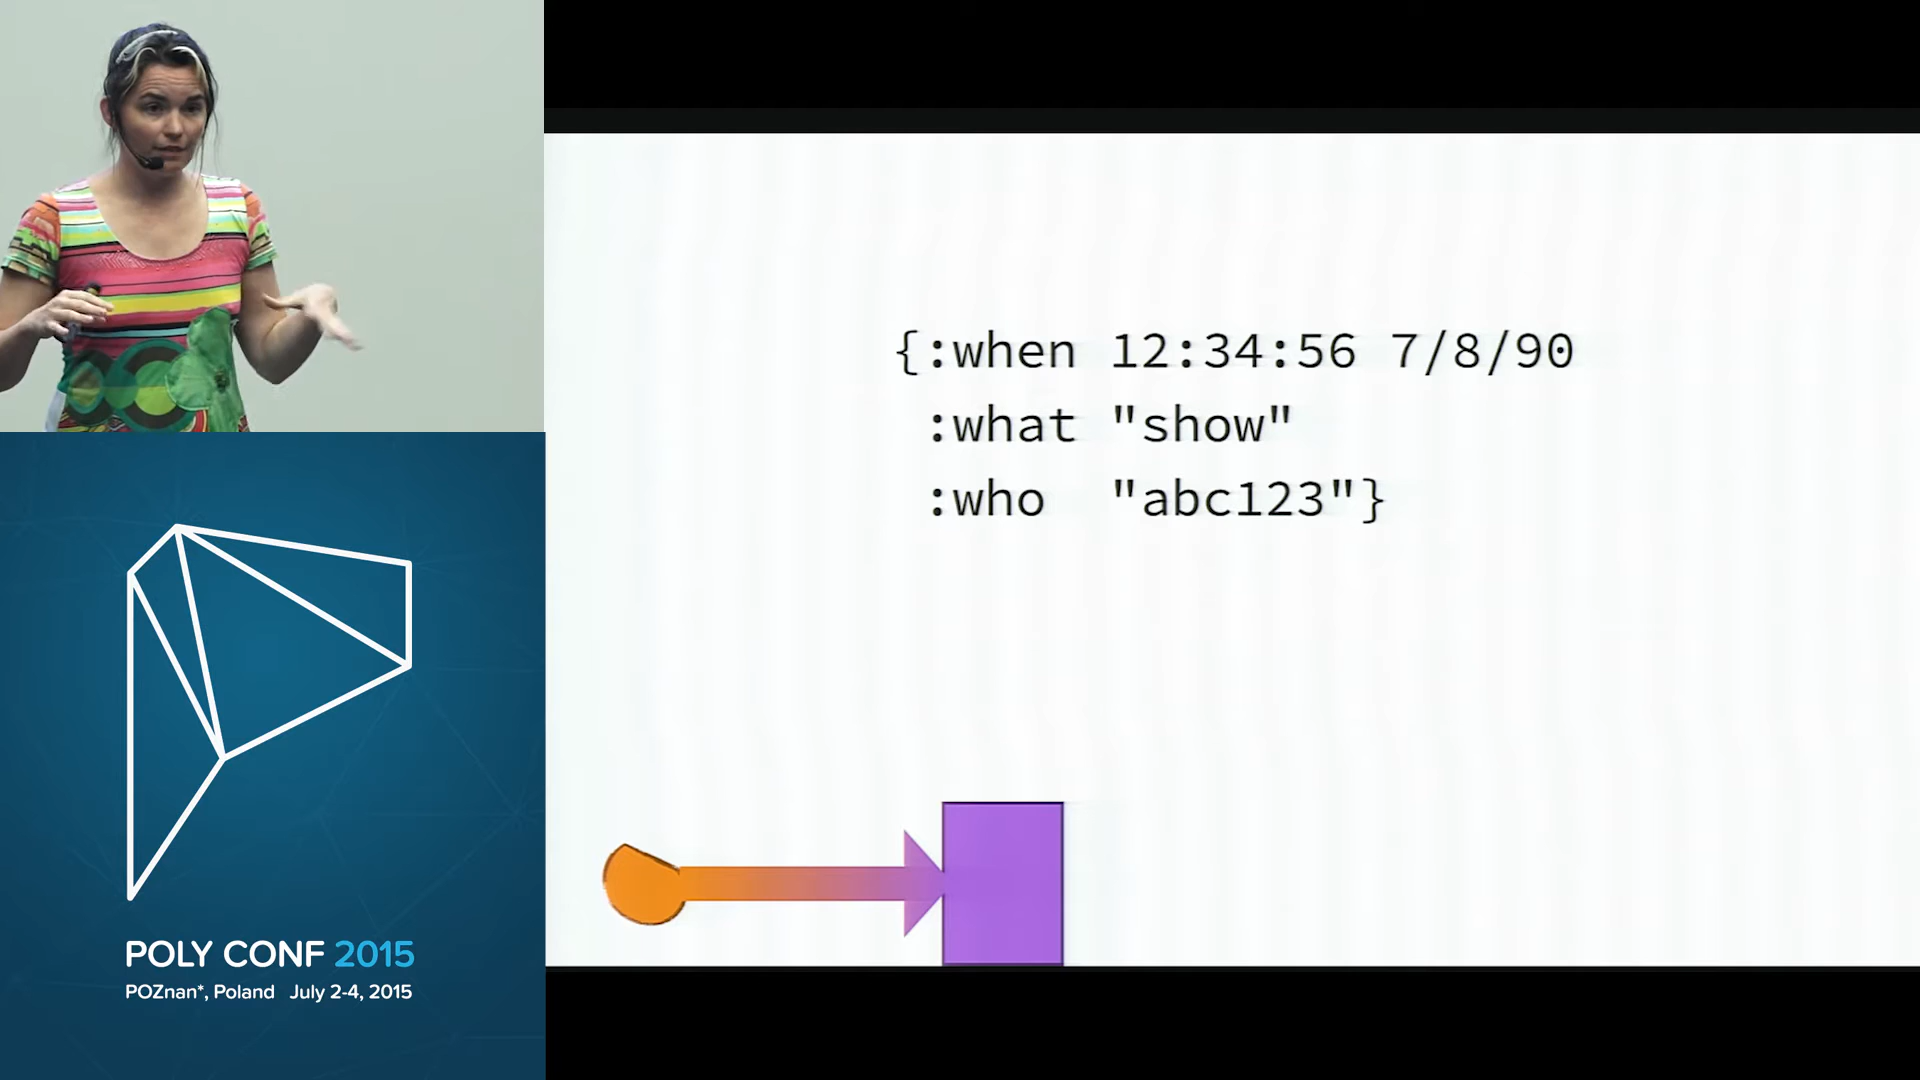 {:when 12:34:56 7/8/90
:what "show"
:who "abc123"}
POLY CONF 2015
POZnan*, Poland July 2-4, 2015